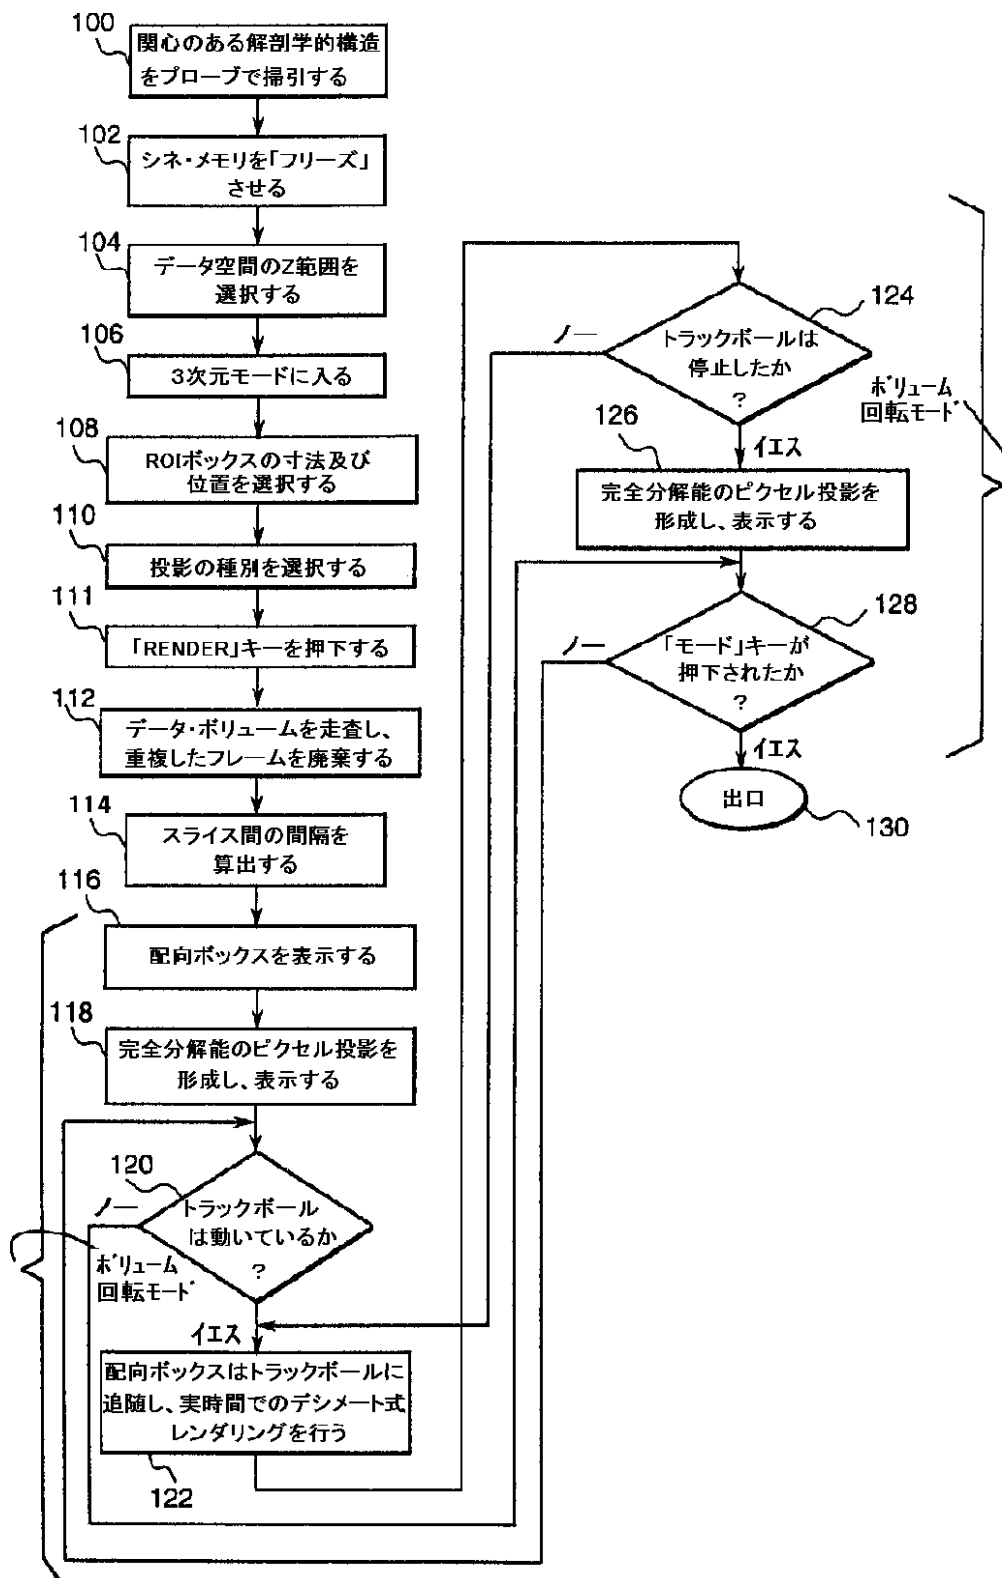 100
関心のある解剖学的構造
をプローブで掃引する
102
シネ・メモリを「フリーズ」
させる
104
データ空間のZ範囲を
選択する
106
3次元モードに入る
108
ROIボックスの寸法及び
位置を選択する
110
投影の種別を選択する
111
「RENDER」キーを押下する
112
データ・ボリュームを走査し、
重複したフレームを廃棄する
114
スライス間の間隔を
算出する
116
配向ボックスを表示する
118
完全分解能のピクセル投影を
形成し、表示する
120
ノー
トラックボール
は動いているか
?
ボリューム
回転モード
イエス
配向ボックスはトラックボールに
追随し、実時間でのデシメート式
レンダリングを行う
122
124
ノー
トラックボールは
停止したか
?
ボリューム
回転モード
イエス
126
完全分解能のピクセル投影を
形成し、表示する
128
ノー
「モード」キーが
押下されたか
?
イエス
出口
130